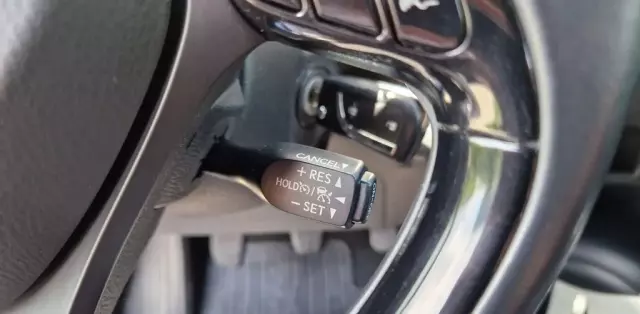 CANCEL▼
+ RES ▲
HOLD / ◄
− SET ▼